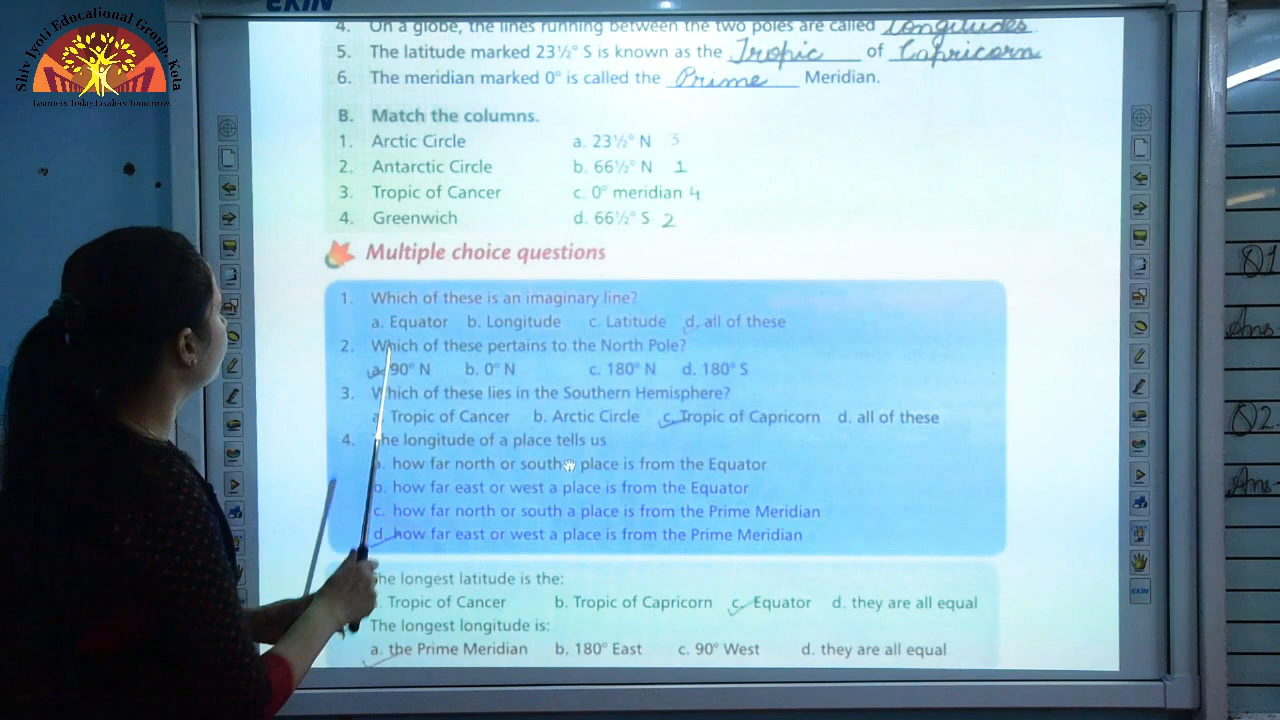 EKIN
Shiv Jyoti Educational Group, Kota
Learners Today, Leaders Tomorrow.
4. On a globe, the lines running between the two poles are called Longitudes.
5. The latitude marked 23½° S is known as the Tropic of Capricorn
6. The meridian marked 0° is called the Prime Meridian.
B. Match the columns.
1. Arctic Circle a. 23½° N 3
2. Antarctic Circle b. 66½° N 1
3. Tropic of Cancer c. 0° meridian 4
4. Greenwich d. 66½° S 2
Multiple choice questions
1. Which of these is an imaginary line?
a. Equator b. Longitude c. Latitude d. all of these
2. Which of these pertains to the North Pole?
a. 90° N b. 0° N c. 180° N d. 180° S
3. Which of these lies in the Southern Hemisphere?
a. Tropic of Cancer b. Arctic Circle c. Tropic of Capricorn d. all of these
4. The longitude of a place tells us
a. how far north or south place is from the Equator
b. how far east or west a place is from the Equator
c. how far north or south a place is from the Prime Meridian
d. how far east or west a place is from the Prime Meridian
The longest latitude is the:
Tropic of Cancer b. Tropic of Capricorn c. Equator d. they are all equal
The longest longitude is:
a. the Prime Meridian b. 180° East c. 90° West d. they are all equal
EKIN
Q1
Ans
Q2
Ans-